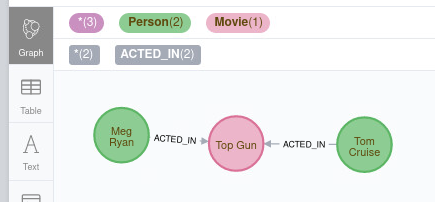 *(3) Person(2) Movie(1)
Graph
*(2) ACTED_IN(2)
Table
Meg
Ryan
ACTED_IN
Top Gun
ACTED_IN
Tom
Cruise
A
Text